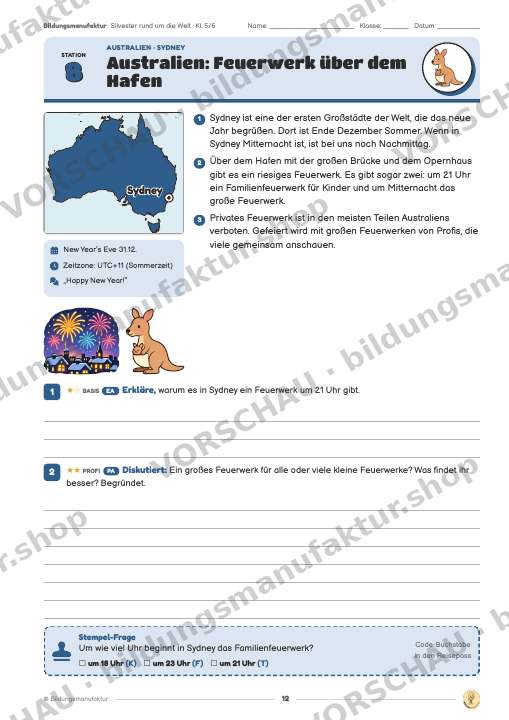 Bildungsmanufaktur · Silvester rund um die Welt · Kl. 5/6 Name: Klasse: Datum:
STATION
8
AUSTRALIEN · SYDNEY
Australien: Feuerwerk über dem
Hafen
Sydney
New Year's Eve 31.12.
Zeitzone: UTC+11 (Sommerzeit)
„Happy New Year!"
1 Sydney ist eine der ersten Großstädte der Welt, die das neue
Jahr begrüßen. Dort ist Ende Dezember Sommer. Wenn in
Sydney Mitternacht ist, ist bei uns noch Nachmittag.
2 Über dem Hafen mit der großen Brücke und dem Opernhaus
gibt es ein riesiges Feuerwerk. Es gibt sogar zwei: um 21 Uhr
ein Familienfeuerwerk für Kinder und um Mitternacht das
große Feuerwerk.
3 Privates Feuerwerk ist in den meisten Teilen Australiens
verboten. Gefeiert wird mit großen Feuerwerken von Profis, die
viele gemeinsam anschauen.
1 BASIS EA Erkläre, warum es in Sydney ein Feuerwerk um 21 Uhr gibt.
2 PROFI PA Diskutiert: Ein großes Feuerwerk für alle oder viele kleine Feuerwerke? Was findet ihr
besser? Begründet.
Stempel-Frage
Um wie viel Uhr beginnt in Sydney das Familienfeuerwerk?
☐ um 18 Uhr (K) ☐ um 23 Uhr (F) ☐ um 21 Uhr (T)
Code-Buchstabe
in den Reisepass
© Bildungsmanufaktur
12
VORSCHAU · bildungsmanufaktur.shop